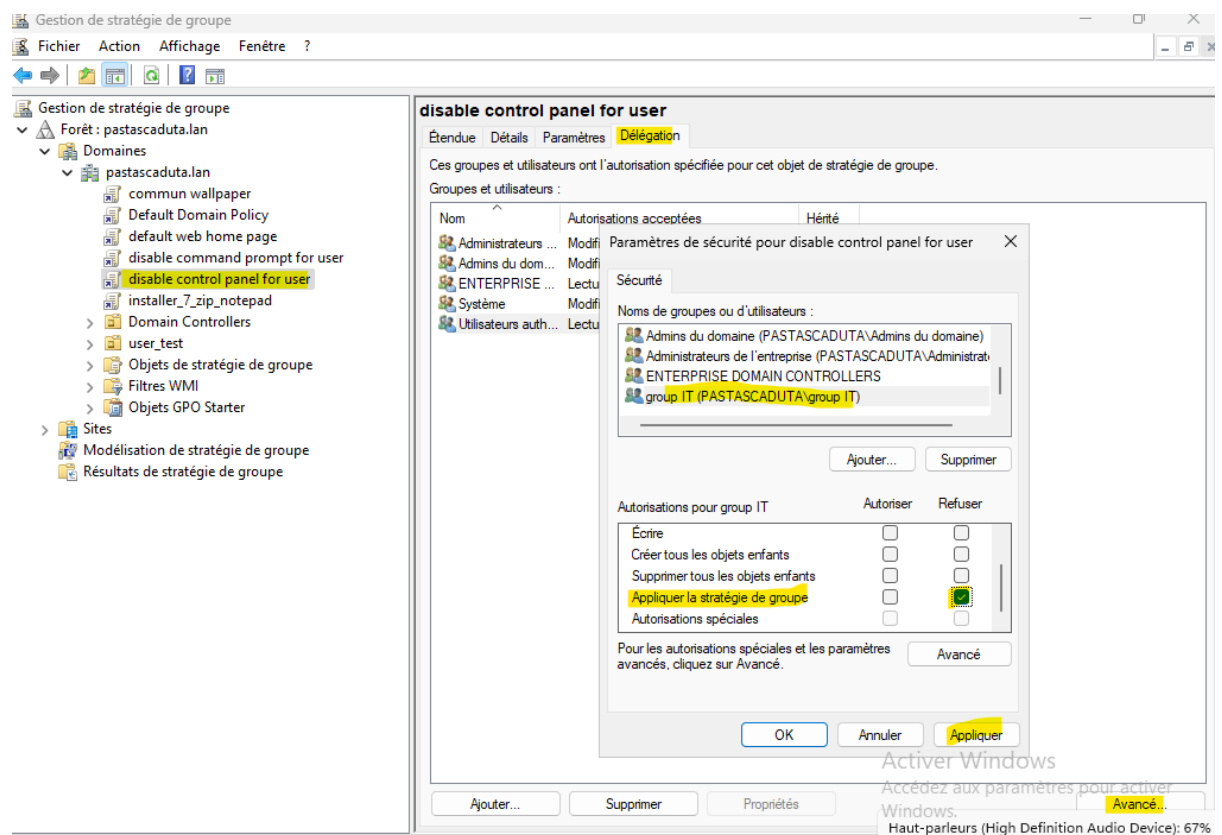 Gestion de stratégie de groupe
Fichier Action Affichage Fenêtre ?
Gestion de stratégie de groupe
Forêt : pastascaduta.lan
Domaines
pastascaduta.lan
commun wallpaper
Default Domain Policy
default web home page
disable command prompt for user
disable control panel for user
installer_7_zip_notepad
Domain Controllers
user_test
Objets de stratégie de groupe
Filtres WMI
Objets GPO Starter
Sites
Modélisation de stratégie de groupe
Résultats de stratégie de groupe
disable control panel for user
Étendue Détails Paramètres Délégation
Ces groupes et utilisateurs ont l'autorisation spécifiée pour cet objet de stratégie de groupe.
Groupes et utilisateurs :
Nom Autorisations acceptées Hérité
Administrateurs ... Modifi
Admins du dom... Modifi
ENTERPRISE ... Lectu
Système Modifi
Utilisateurs auth... Lectu
Paramètres de sécurité pour disable control panel for user
Sécurité
Noms de groupes ou d'utilisateurs :
Admins du domaine (PASTASCADUTA\Admins du domaine)
Administrateurs de l'entreprise (PASTASCADUTA\Administrate
ENTERPRISE DOMAIN CONTROLLERS
group IT (PASTASCADUTA\group IT)
Ajouter... Supprimer
Autorisations pour group IT Autoriser Refuser
Écrire
Créer tous les objets enfants
Supprimer tous les objets enfants
Appliquer la stratégie de groupe
Autorisations spéciales
Pour les autorisations spéciales et les paramètres
avancés, cliquez sur Avancé.
Avancé
OK Annuler Appliquer
Activer Windows
Accédez aux paramètres pour activer
Windows.
Ajouter... Supprimer Propriétés Avancé...
Haut-parleurs (High Definition Audio Device): 67%